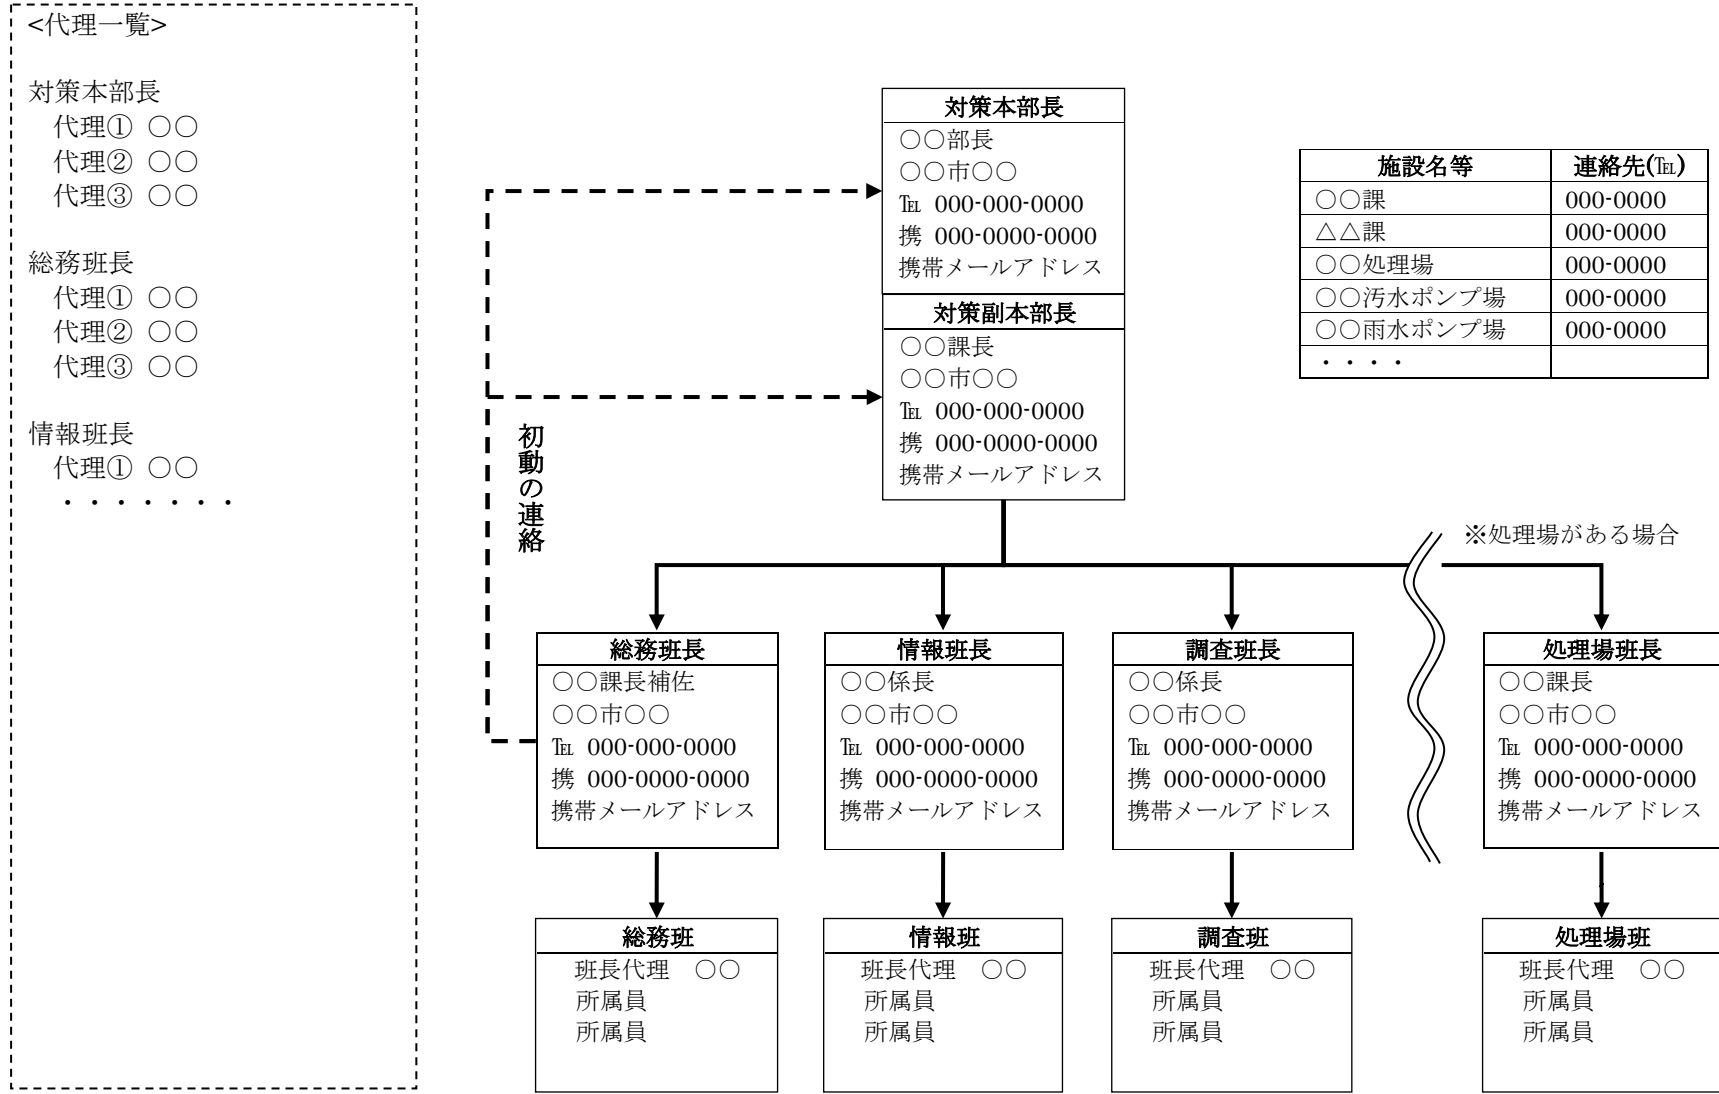 <代理一覧>
対策本部長
代理① ○○
代理② ○○
代理③ ○○
総務班長
代理① ○○
代理② ○○
代理③ ○○
情報班長
代理① ○○
・・・・・・・
対策本部長
○○部長
○○市○○
℡ 000-000-0000
携 000-0000-0000
携帯メールアドレス
対策副本部長
○○課長
○○市○○
℡ 000-000-0000
携 000-0000-0000
携帯メールアドレス
施設名等 連絡先(℡)
○○課 000-0000
△△課 000-0000
○○処理場 000-0000
○○汚水ポンプ場 000-0000
○○雨水ポンプ場 000-0000
・・・・
初動の連絡
※処理場がある場合
総務班長
○○課長補佐
○○市○○
℡ 000-000-0000
携 000-0000-0000
携帯メールアドレス
情報班長
○○係長
○○市○○
℡ 000-000-0000
携 000-0000-0000
携帯メールアドレス
調査班長
○○係長
○○市○○
℡ 000-000-0000
携 000-0000-0000
携帯メールアドレス
処理場班長
○○課長
○○市○○
℡ 000-000-0000
携 000-0000-0000
携帯メールアドレス
総務班
班長代理 ○○
所属員
所属員
情報班
班長代理 ○○
所属員
所属員
調査班
班長代理 ○○
所属員
所属員
処理場班
班長代理 ○○
所属員
所属員